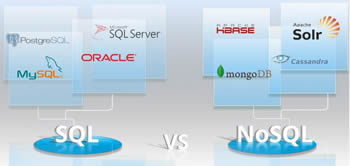 PostgreSQL
Microsoft
SQL Server
MySQL
ORACLE
APACHE
HBASE
Apache
Solr
mongoDB
Cassandra
SQL
VS
NoSQL